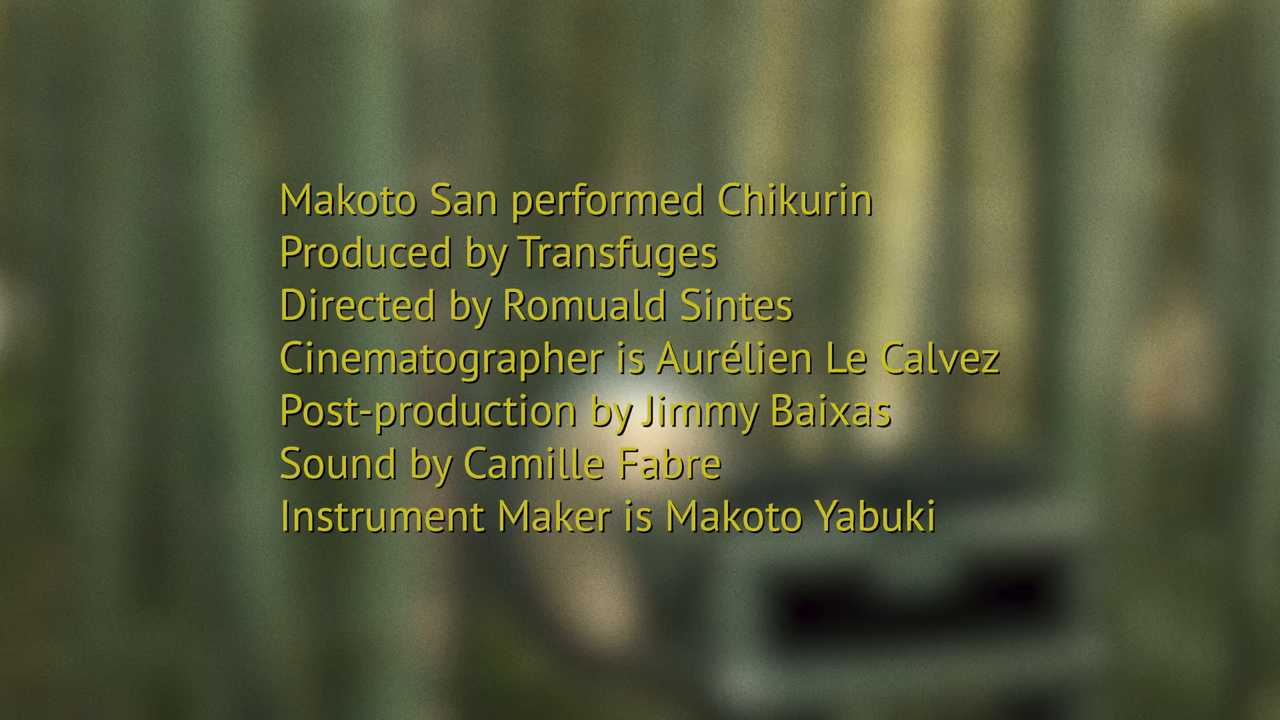 Makoto San performed Chikurin
Produced by Transfuges
Directed by Romuald Sintes
Cinematographer is Aurélien Le Calvez
Post-production by Jimmy Baixas
Sound by Camille Fabre
Instrument Maker is Makoto Yabuki